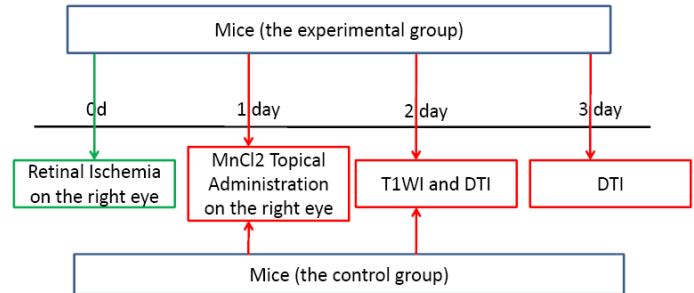 Mice (the experimental group)
0d
1 day
2 day
3 day
Retinal Ischemia
on the right eye
MnCl2 Topical
Administration
on the right eye
T1WI and DTI
DTI
Mice (the control group)